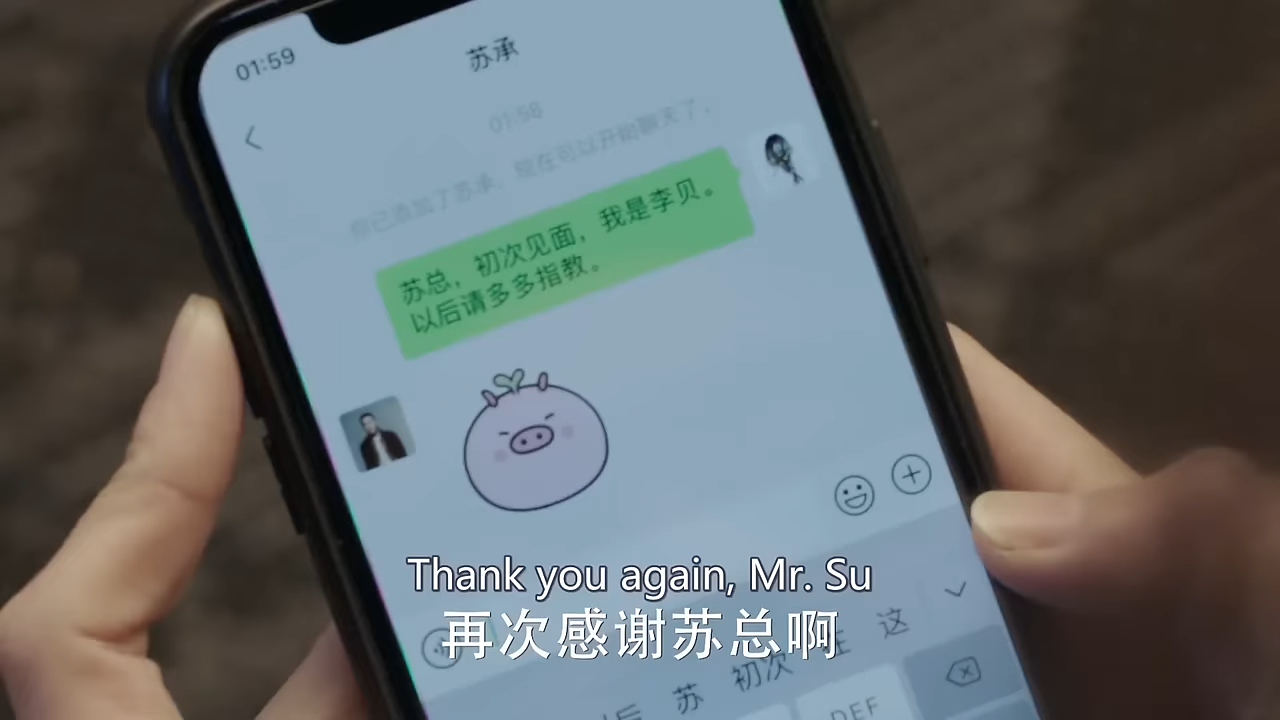 01:59
苏承
01:58
你已添加了苏承，现在可以开始聊天了。
苏总，初次见面，我是李贝。
以后请多多指教。
Thank you again, Mr. Su
再次感谢苏总啊
苏 初次 在 这
DEF